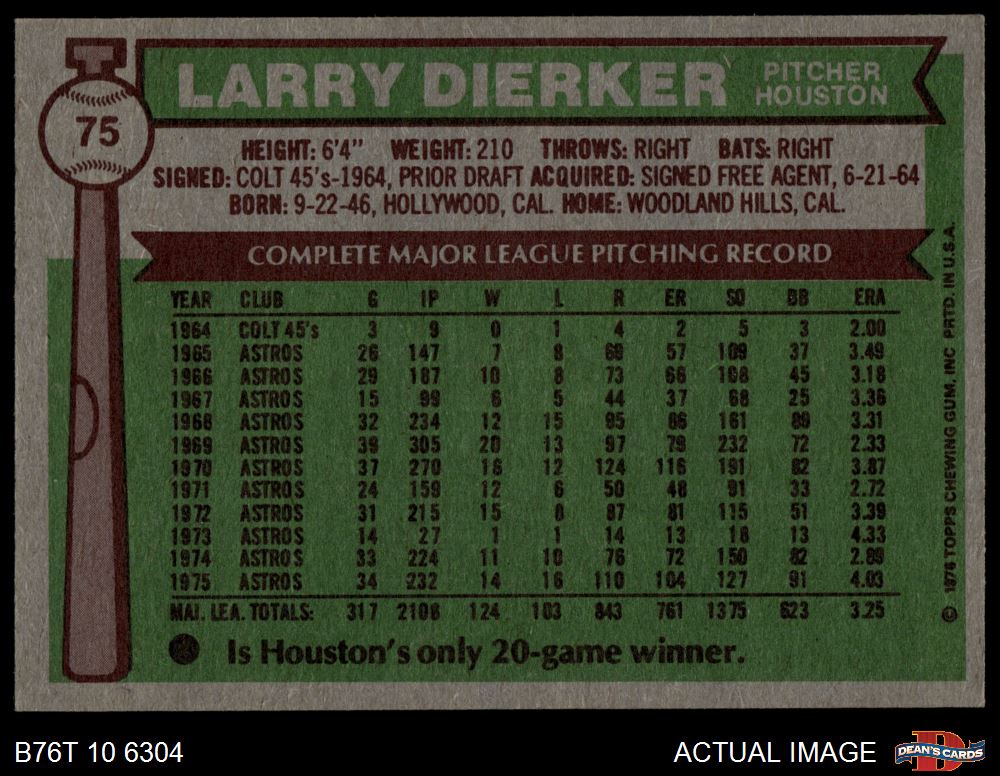 LARRY DIERKER PITCHER
HOUSTON
75
HEIGHT: 6'4" WEIGHT: 210 THROWS: RIGHT BATS: RIGHT
SIGNED: COLT 45's-1964, PRIOR DRAFT ACQUIRED: SIGNED FREE AGENT, 6-21-64
BORN: 9-22-46, HOLLYWOOD, CAL. HOME: WOODLAND HILLS, CAL.
COMPLETE MAJOR LEAGUE PITCHING RECORD
YEAR CLUB G IP W L R ER SO BB ERA
1964 COLT 45's 3 9 0 1 4 2 5 3 2.00
1965 ASTROS 26 147 7 8 69 57 109 37 3.49
1966 ASTROS 29 187 10 8 73 66 108 45 3.18
1967 ASTROS 15 99 6 5 44 37 68 25 3.36
1968 ASTROS 32 234 12 15 95 86 161 89 3.31
1969 ASTROS 39 305 20 13 97 79 232 72 2.33
1970 ASTROS 37 270 16 12 124 116 191 82 3.87
1971 ASTROS 24 159 12 6 50 48 91 33 2.72
1972 ASTROS 31 215 15 8 87 81 115 51 3.39
1973 ASTROS 14 27 1 1 14 13 18 13 4.33
1974 ASTROS 33 224 11 10 76 72 150 82 2.89
1975 ASTROS 34 232 14 16 110 104 127 91 4.03
MAJ. LEA. TOTALS: 317 2108 124 103 843 761 1375 623 3.25
Is Houston's only 20-game winner.
© 1976 TOPPS CHEWING GUM, INC PRTD. IN U.S.A.
B76T 10 6304 ACTUAL IMAGE DEAN'S CARDS